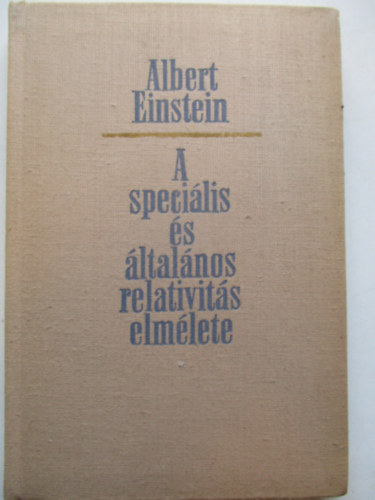 Albert
Einstein
A
speciális
és
általános
relativitás
elmélete